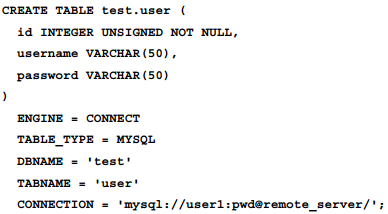 CREATE TABLE test.user (
id INTEGER UNSIGNED NOT NULL,
username VARCHAR(50),
password VARCHAR(50)
)
ENGINE = CONNECT
TABLE_TYPE = MYSQL
DBNAME = 'test'
TABNAME = 'user'
CONNECTION = 'mysql://user1:pwd@remote_server/';